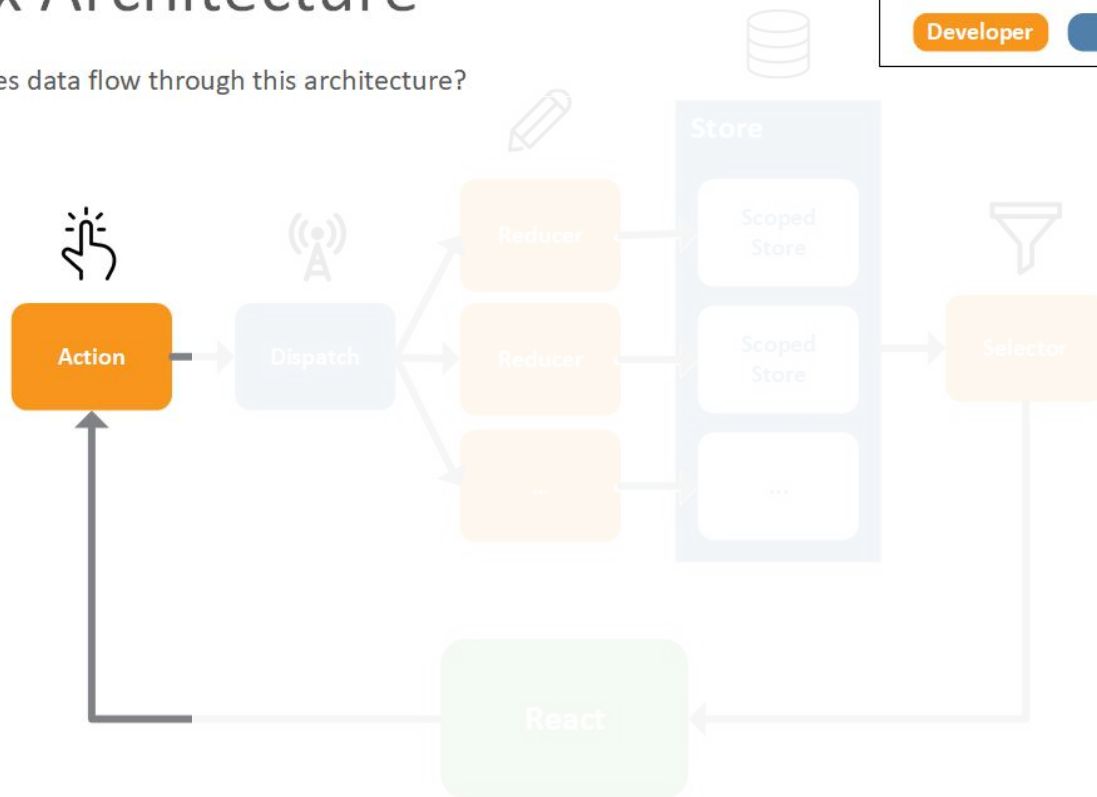 x Architecture
Developer
es data flow through this architecture?
Store
Reducer
Scoped
Store
Action
Dispatch
Reducer
Scoped
Store
Selector
...
...
React